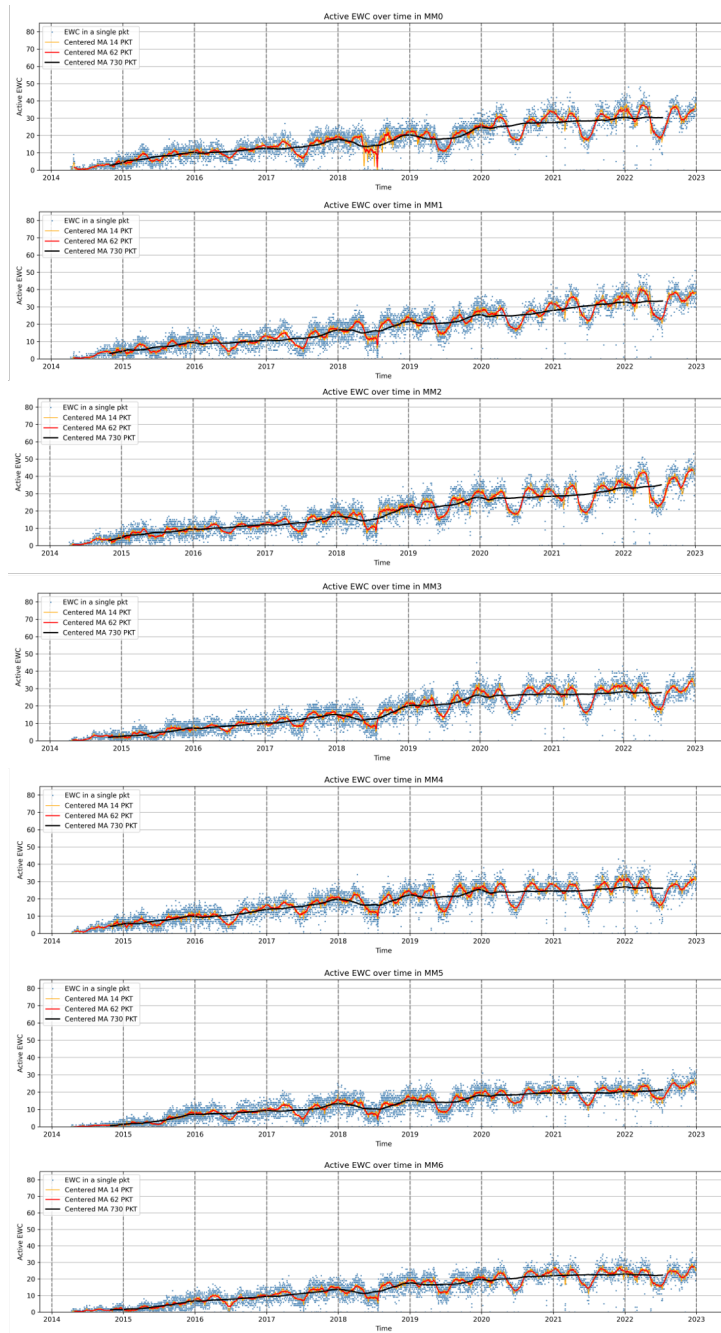 Active EWC over time in MM0
EWC in a single pkt
Centered MA 14 PKT
Centered MA 62 PKT
Centered MA 730 PKT
80
70
60
50
40
30
20
10
0
Active EWC
2014 2015 2016 2017 2018 2019 2020 2021 2022 2023
Time
Active EWC over time in MM1
EWC in a single pkt
Centered MA 14 PKT
Centered MA 62 PKT
Centered MA 730 PKT
80
70
60
50
40
30
20
10
0
Active EWC
2014 2015 2016 2017 2018 2019 2020 2021 2022 2023
Time
Active EWC over time in MM2
EWC in a single pkt
Centered MA 14 PKT
Centered MA 62 PKT
Centered MA 730 PKT
80
70
60
50
40
30
20
10
0
Active EWC
2014 2015 2016 2017 2018 2019 2020 2021 2022 2023
Time
Active EWC over time in MM3
EWC in a single pkt
Centered MA 14 PKT
Centered MA 62 PKT
Centered MA 730 PKT
80
70
60
50
40
30
20
10
0
Active EWC
2014 2015 2016 2017 2018 2019 2020 2021 2022 2023
Time
Active EWC over time in MM4
EWC in a single pkt
Centered MA 14 PKT
Centered MA 62 PKT
Centered MA 730 PKT
80
70
60
50
40
30
20
10
0
Active EWC
2014 2015 2016 2017 2018 2019 2020 2021 2022 2023
Time
Active EWC over time in MM5
EWC in a single pkt
Centered MA 14 PKT
Centered MA 62 PKT
Centered MA 730 PKT
80
70
60
50
40
30
20
10
0
Active EWC
2014 2015 2016 2017 2018 2019 2020 2021 2022 2023
Time
Active EWC over time in MM6
EWC in a single pkt
Centered MA 14 PKT
Centered MA 62 PKT
Centered MA 730 PKT
80
70
60
50
40
30
20
10
0
Active EWC
2014 2015 2016 2017 2018 2019 2020 2021 2022 2023
Time